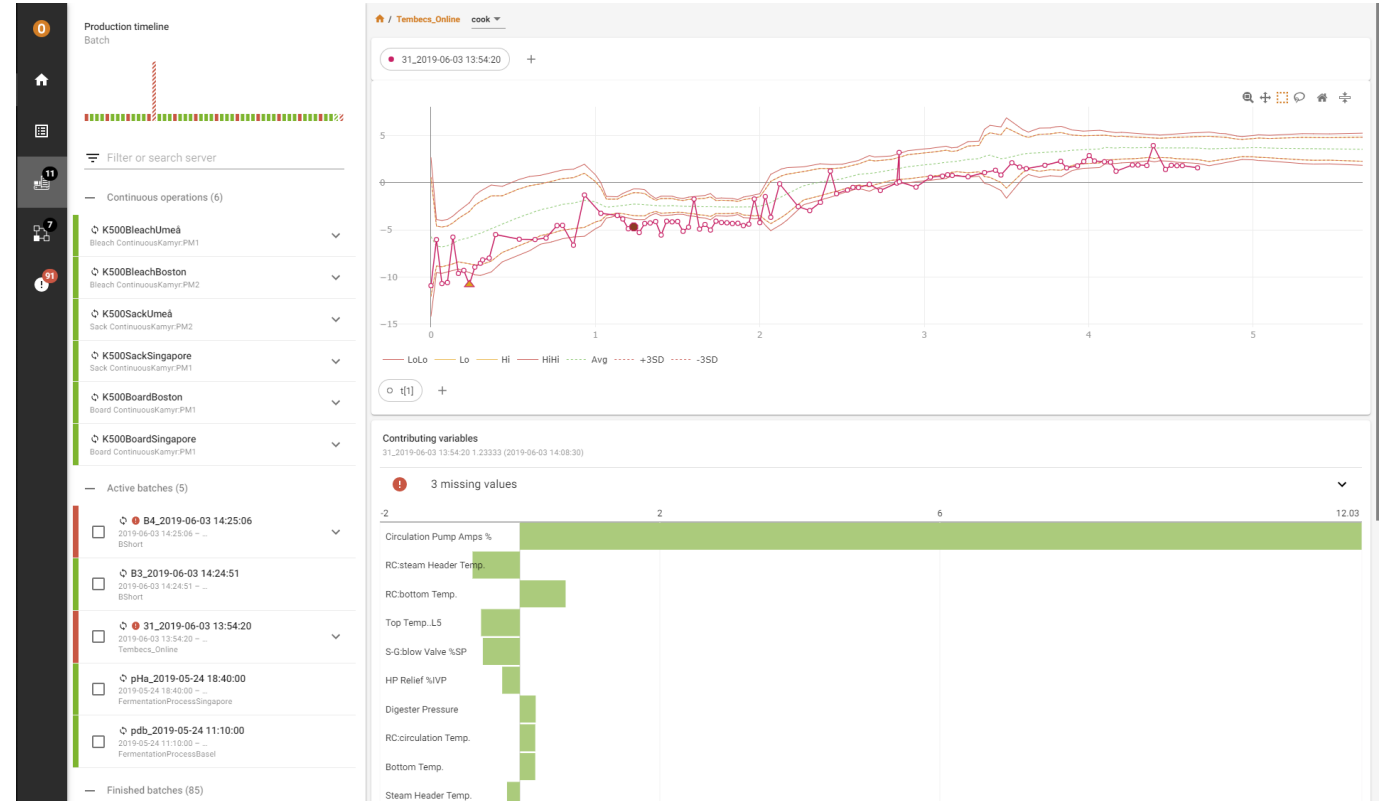 0
Production timeline
Batch
11
7
91
Filter or search server
Continuous operations (6)
K500BleachUmeå
Bleach ContinuousKamyr:PM1
K500BleachBoston
Bleach ContinuousKamyr:PM2
K500SackUmeå
Sack ContinuousKamyr:PM2
K500SackSingapore
Sack ContinuousKamyr:PM1
K500BoardBoston
Board ContinuousKamyr:PM1
K500BoardSingapore
Board ContinuousKamyr:PM1
Active batches (5)
B4_2019-06-03 14:25:06
2019-06-03 14:25:06 – ...
BShort
B3_2019-06-03 14:24:51
2019-06-03 14:24:51 – ...
BShort
31_2019-06-03 13:54:20
2019-06-03 13:54:20 – ...
Tembecs_Online
pHa_2019-05-24 18:40:00
2019-05-24 18:40:00 – ...
FermentationProcessSingapore
pdb_2019-05-24 11:10:00
2019-05-24 11:10:00 – ...
FermentationProcessBasel
Finished batches (85)
/ Tembecs_Online cook
31_2019-06-03 13:54:20 +
5
0
−5
−10
−15
0 1 2 3 4 5
LoLo Lo Hi HiHi Avg +3SD -3SD
t[1] +
Contributing variables
31_2019-06-03 13:54:20 1.23333 (2019-06-03 14:08:30)
! 3 missing values
-2 2 6 12.03
Circulation Pump Amps %
RC:steam Header Temp.
RC:bottom Temp.
Top Temp..L5
S-G:blow Valve %SP
HP Relief %IVP
Digester Pressure
RC:circulation Temp.
Bottom Temp.
Steam Header Temp.